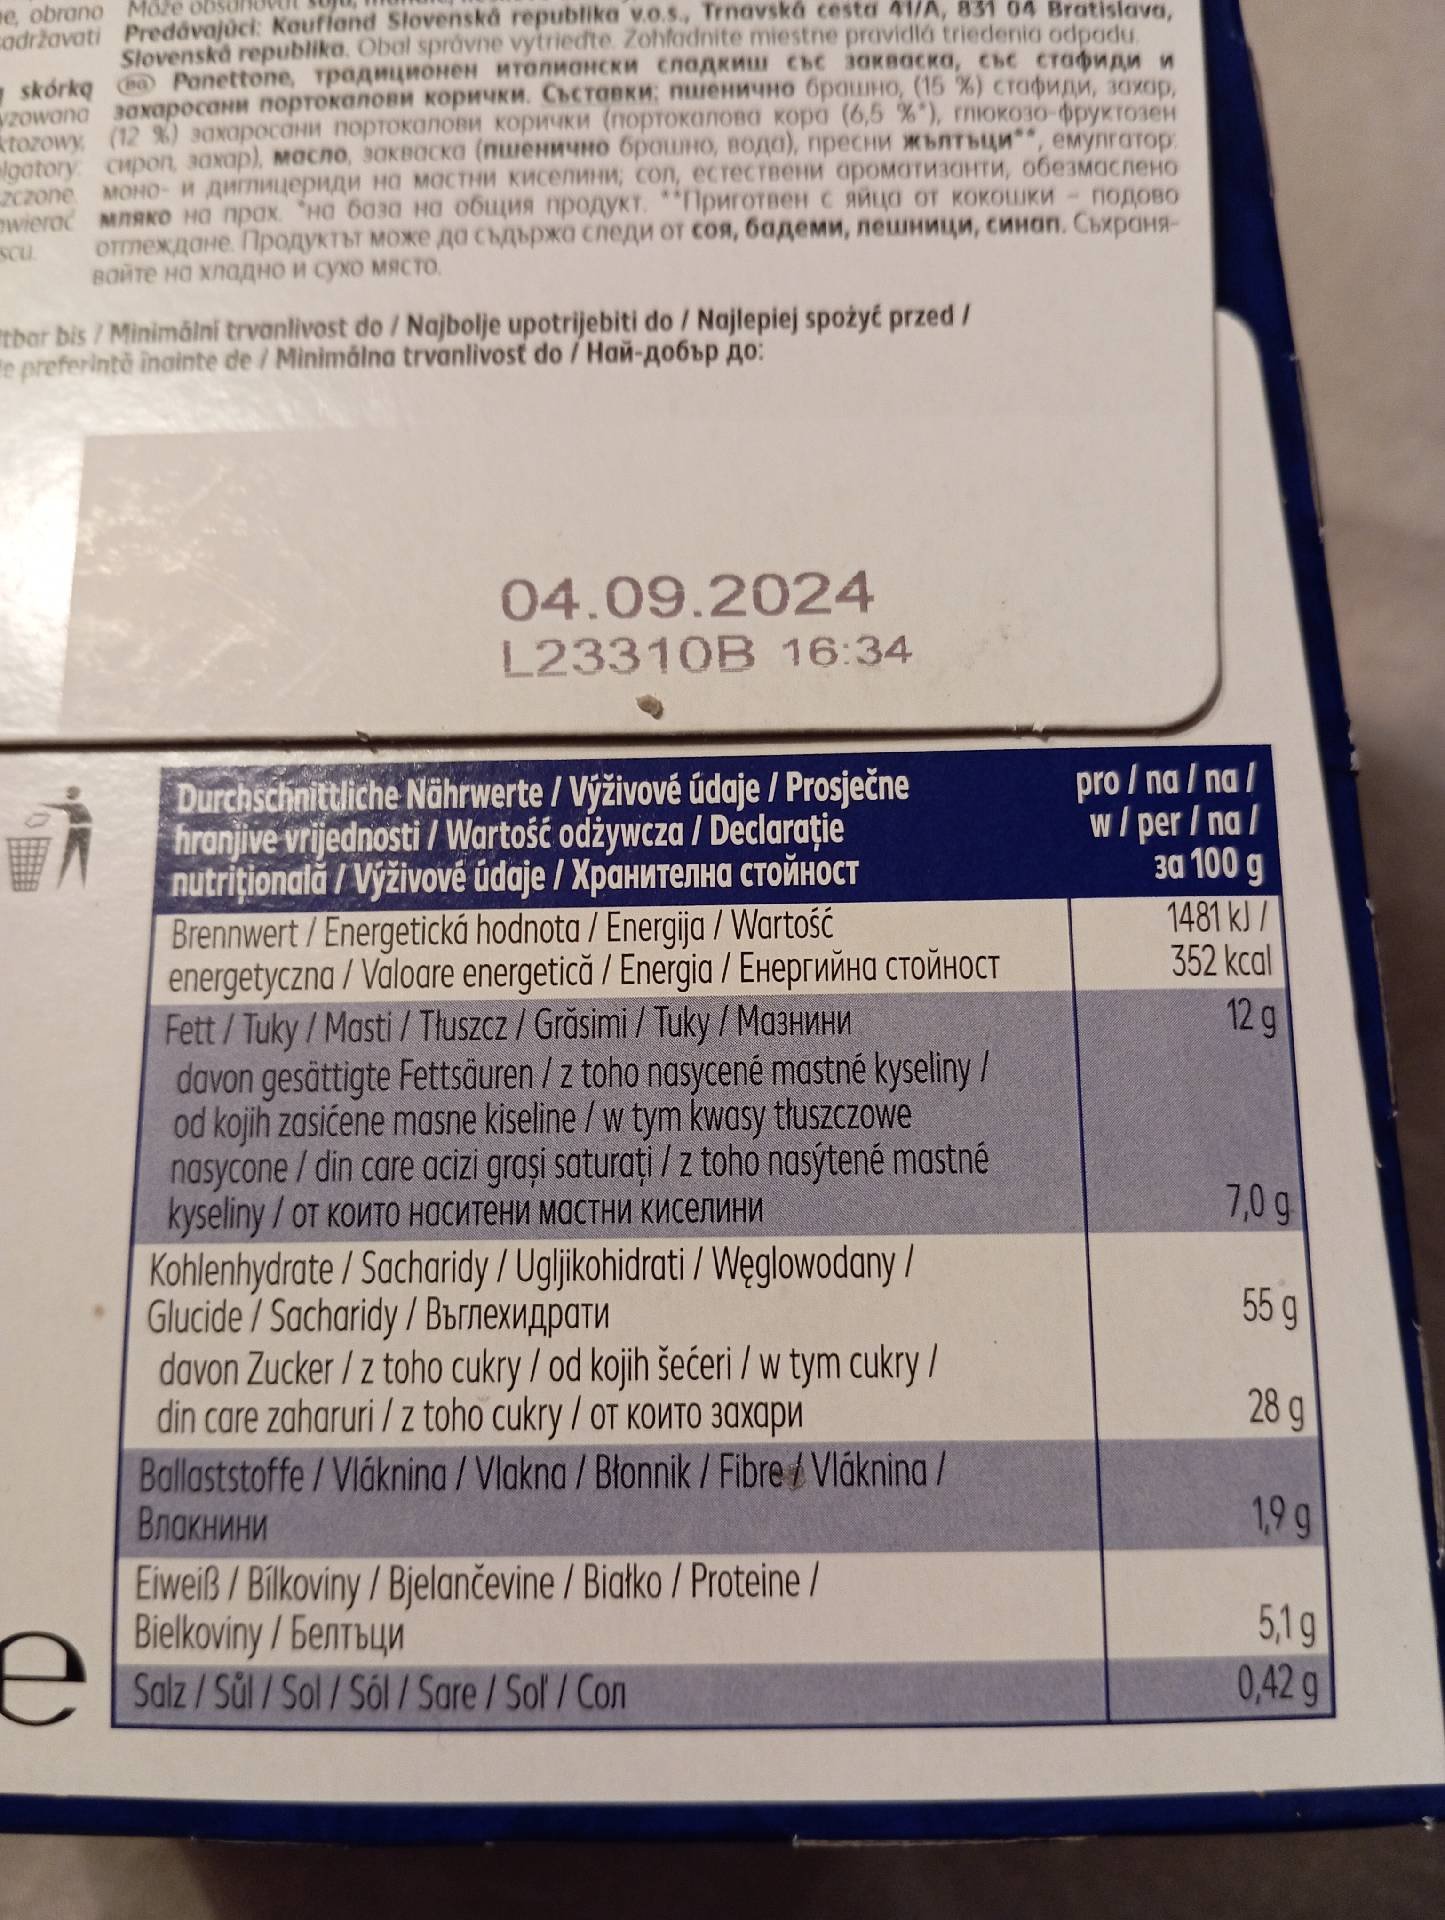 e, obrano
adržavati Predávajúci: Kaufland Slovenská republika v.o.s., Trnavská cesta 41/A, 831 04 Bratislava,
Slovenská republika. Obal správne vytrieďte. Zohľadnite miestne pravidlá triedenia odpadu.
skórką BG Panettone, традиционен италиански сладкиш със закваска, със стафиди и
захаросани портокалови корички. Съставки: пшенично брашно, (15 %) стафиди, захар,
(12 %) захаросани портокалови корички (портокалова кора (6,5 %*), глюкозо-фруктозен
сироп, захар), масло, закваска (пшенично брашно, вода), пресни жълтъци**, емулгатор:
моно- и диглицериди на мастни киселини; сол, естествени ароматизанти, обезмаслено
мляко на прах. *на база на общия продукт. **Приготвен с яйца от кокошки – подово
отглеждане. Продуктът може да съдържа следи от соя, бадеми, лешници, синап. Съхраня-
вайте на хладно и сухо място.
tbar bis / Minimální trvanlivost do / Najbolje upotrijebiti do / Najlepiej spożyć przed /
e preferință înainte de / Minimálna trvanlivosť do / Най-добър до:
04.09.2024
L23310B 16:34
Durchschnittliche Nährwerte / Výživové údaje / Prosječne pro / na / na /
hranjive vrijednosti / Wartość odżywcza / Declarație w / per / na /
nutrițională / Výživové údaje / Хранителна стойност за 100 g
Brennwert / Energetická hodnota / Energija / Wartość 1481 kJ /
energetyczna / Valoare energetică / Energia / Енергийна стойност 352 kcal
Fett / Tuky / Masti / Tłuszcz / Grăsimi / Tuky / Мазнини 12 g
davon gesättigte Fettsäuren / z toho nasycené mastné kyseliny /
od kojih zasićene masne kiseline / w tym kwasy tłuszczowe
nasycone / din care acizi grași saturați / z toho nasýtené mastné
kyseliny / от които наситени мастни киселини 7,0 g
Kohlenhydrate / Sacharidy / Ugljikohidrati / Węglowodany /
Glucide / Sacharidy / Въглехидрати 55 g
davon Zucker / z toho cukry / od kojih šećeri / w tym cukry /
din care zaharuri / z toho cukry / от които захари 28 g
Ballaststoffe / Vláknina / Vlakna / Błonnik / Fibre / Vláknina /
Влакнини 1,9 g
Eiweiß / Bílkoviny / Bjelančevine / Białko / Proteine /
Bielkoviny / Белтъци 5,1 g
Salz / Sůl / Sol / Sól / Sare / Soľ / Сол 0,42 g
e